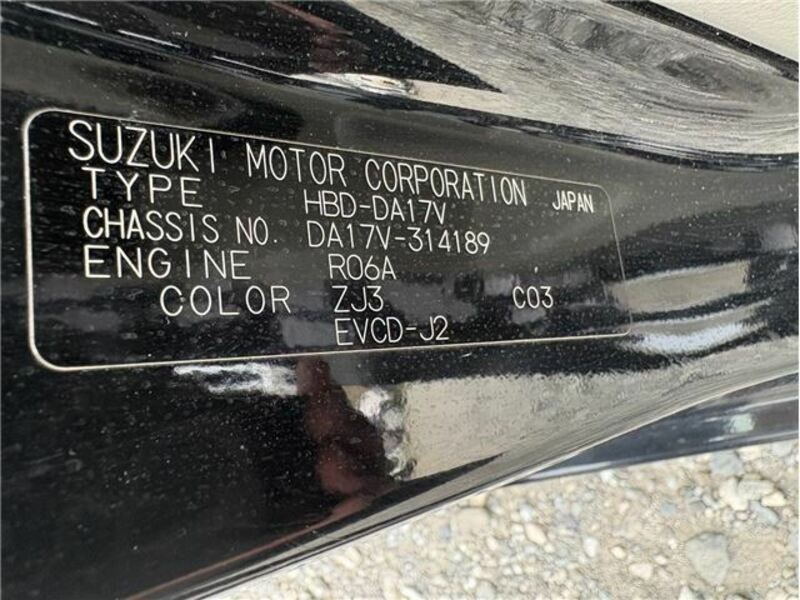 SUZUKI MOTOR CORPORATION JAPAN
TYPE HBD-DA17V
CHASSIS NO. DA17V-314189
ENGINE R06A
COLOR ZJ3 C03
EVCD-J2